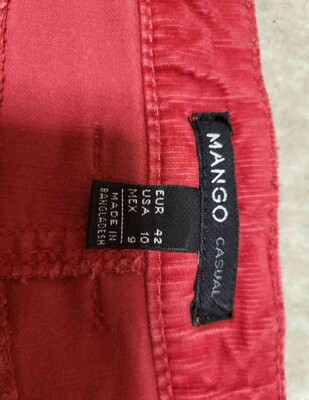 MANGO CASUAL
EUR 42
USA 10
MEX 9
MADE IN
BANGLADESH